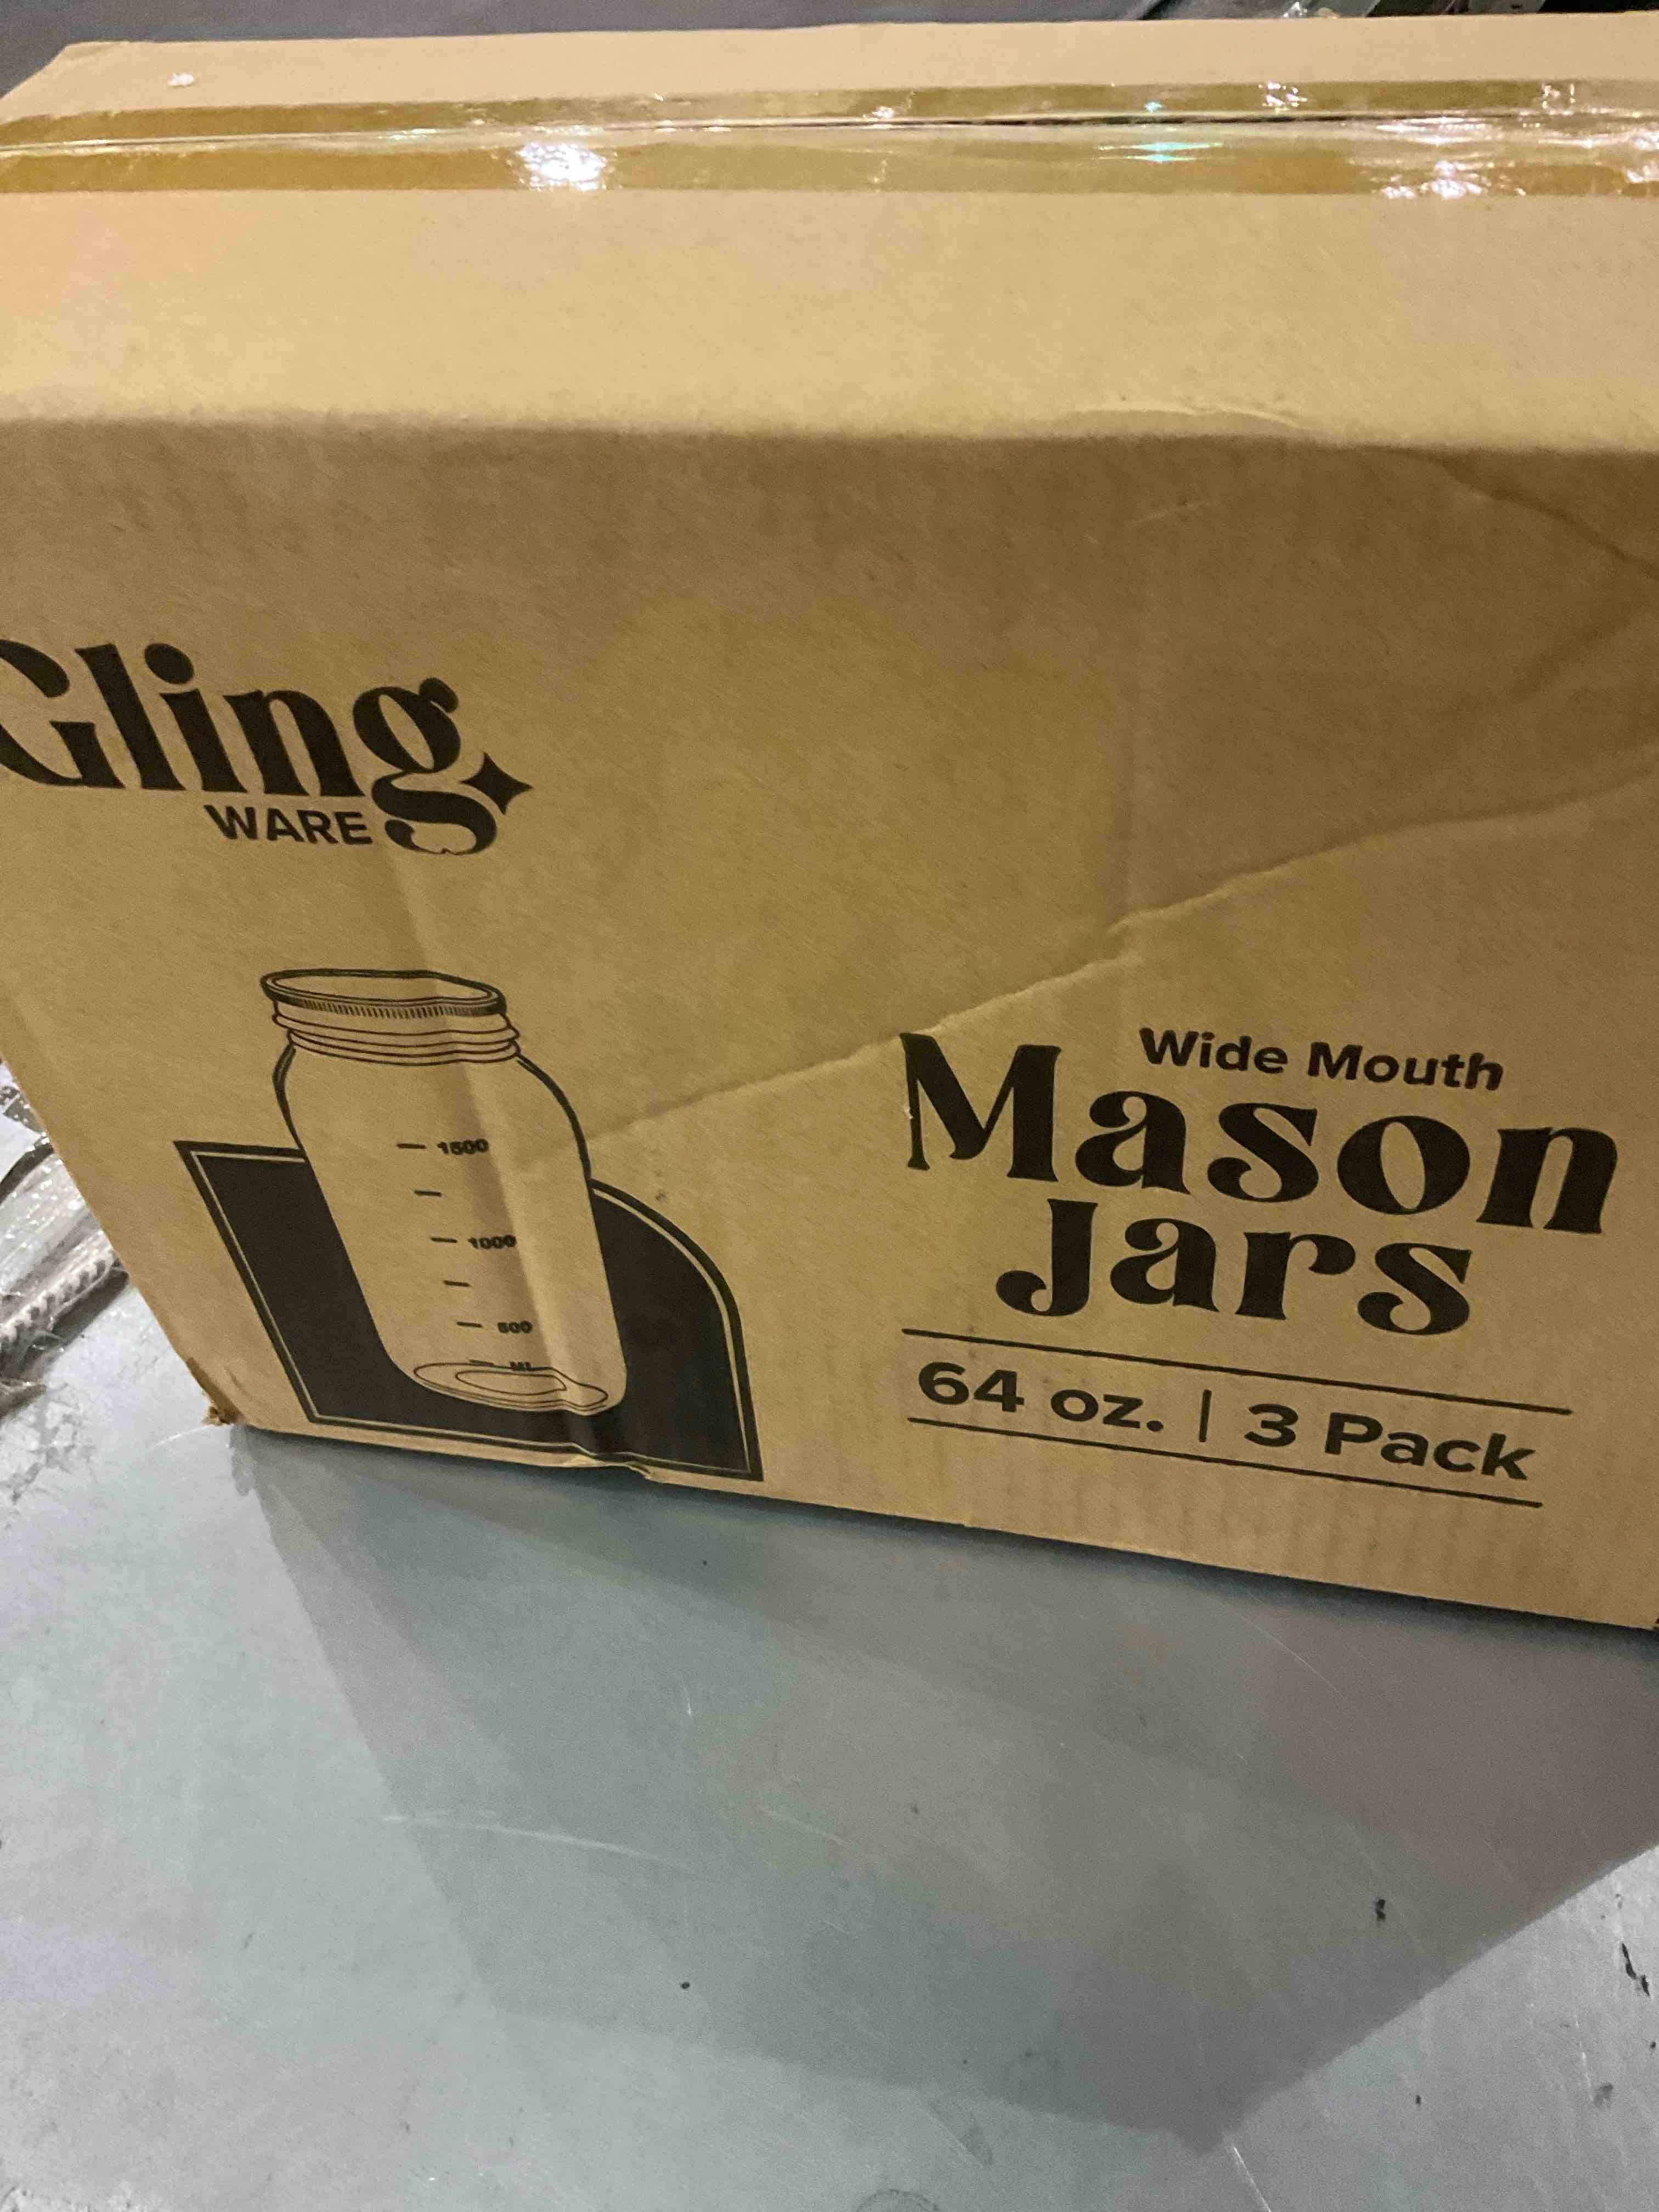 Gling
WARE
1500
1000
500
ML
Wide Mouth
Mason
Jars
64 oz. | 3 Pack